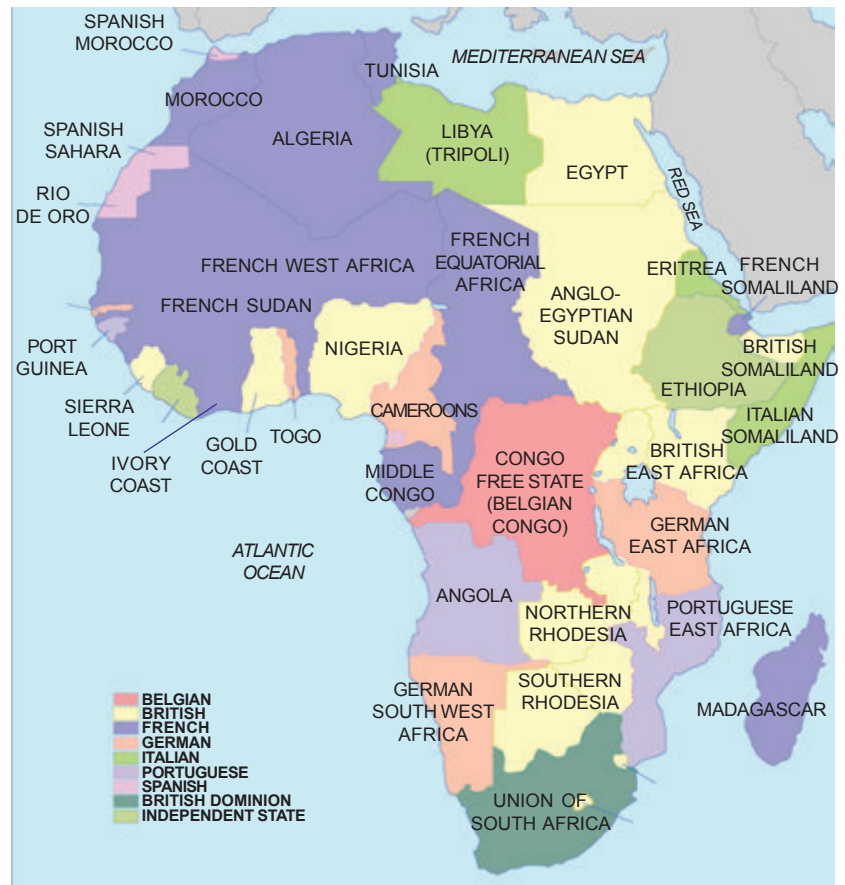 SPANISH
MOROCCO
MEDITERRANEAN SEA
TUNISIA
MOROCCO
SPANISH
SAHARA
ALGERIA
LIBYA
(TRIPOLI)
EGYPT
RED SEA
RIO
DE ORO
FRENCH WEST AFRICA
FRENCH
EQUATORIAL
AFRICA
ERITREA
FRENCH
SOMALILAND
FRENCH SUDAN
ANGLO-
EGYPTIAN
SUDAN
PORT
GUINEA
NIGERIA
BRITISH
SOMALILAND
ETHIOPIA
SIERRA
LEONE
CAMEROONS
ITALIAN
SOMALILAND
IVORY
COAST
GOLD
COAST
TOGO
MIDDLE
CONGO
CONGO
FREE STATE
(BELGIAN
CONGO)
BRITISH
EAST AFRICA
GERMAN
EAST AFRICA
ATLANTIC
OCEAN
ANGOLA
NORTHERN
RHODESIA
PORTUGUESE
EAST AFRICA
GERMAN
SOUTH WEST
AFRICA
SOUTHERN
RHODESIA
MADAGASCAR
UNION OF
SOUTH AFRICA
BELGIAN
BRITISH
FRENCH
GERMAN
ITALIAN
PORTUGUESE
SPANISH
BRITISH DOMINION
INDEPENDENT STATE